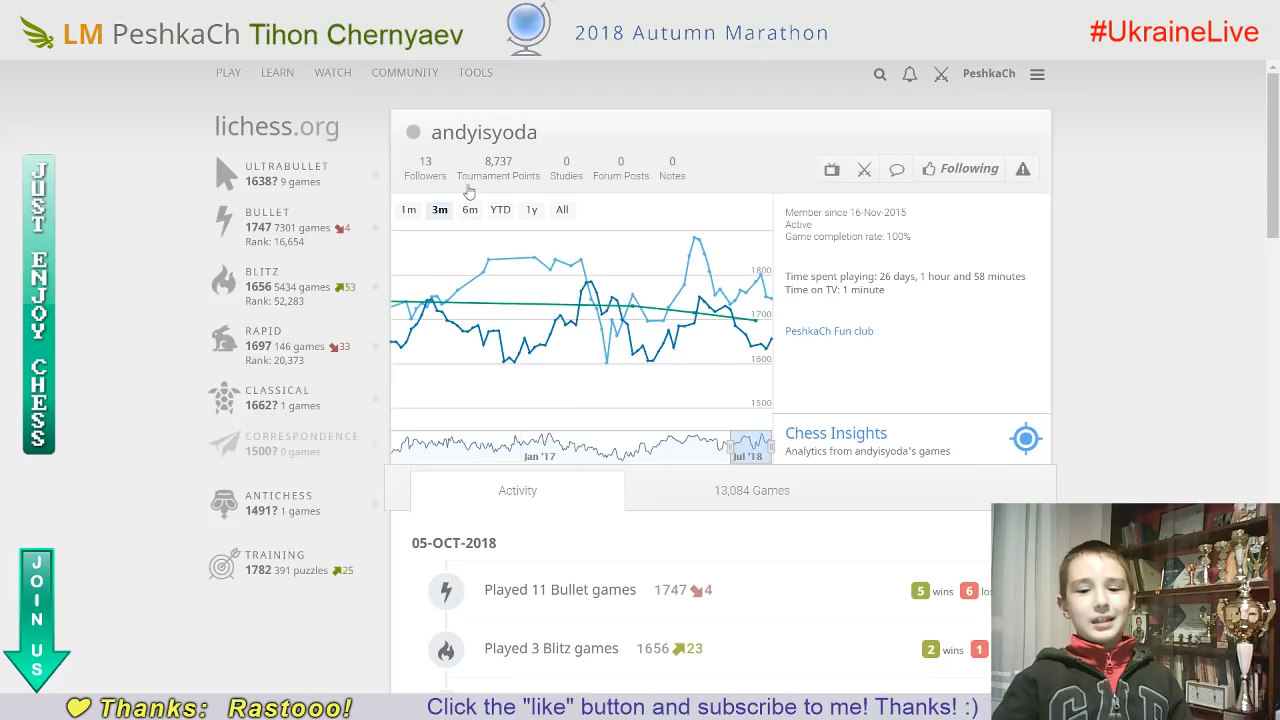 LM PeshkaCh Tihon Chernyaev
2018 Autumn Marathon
#UkraineLive
PLAY LEARN WATCH COMMUNITY TOOLS
PeshkaCh
lichess.org
andyisyoda
13 8,737 0 0 0
Followers Tournament Points Studies Forum Posts Notes
Following
1m 3m 6m YTD 1y All
ULTRABULLET
1638? 9 games
BULLET
1747 7301 games 4
Rank: 16,654
BLITZ
1656 5434 games 53
Rank: 52,283
RAPID
1697 146 games 33
Rank: 20,373
CLASSICAL
1662? 1 games
CORRESPONDENCE
1500? 0 games
ANTICHESS
1491? 1 games
TRAINING
1782 391 puzzles 25
1800
1700
1600
1500
Jan '17 Jul '18
Member since 16-Nov-2015
Active
Game completion rate: 100%
Time spent playing: 26 days, 1 hour and 58 minutes
Time on TV: 1 minute
PeshkaCh Fun club
Chess Insights
Analytics from andyisyoda's games
Activity 13,084 Games
05-OCT-2018
Played 11 Bullet games 1747 4 5 wins 6 los
Played 3 Blitz games 1656 23 2 wins 1
JUST ENJOY CHESS
JOIN US
GAP
Thanks: Rastooo!
Click the "like" button and subscribe to me! Thanks! :)